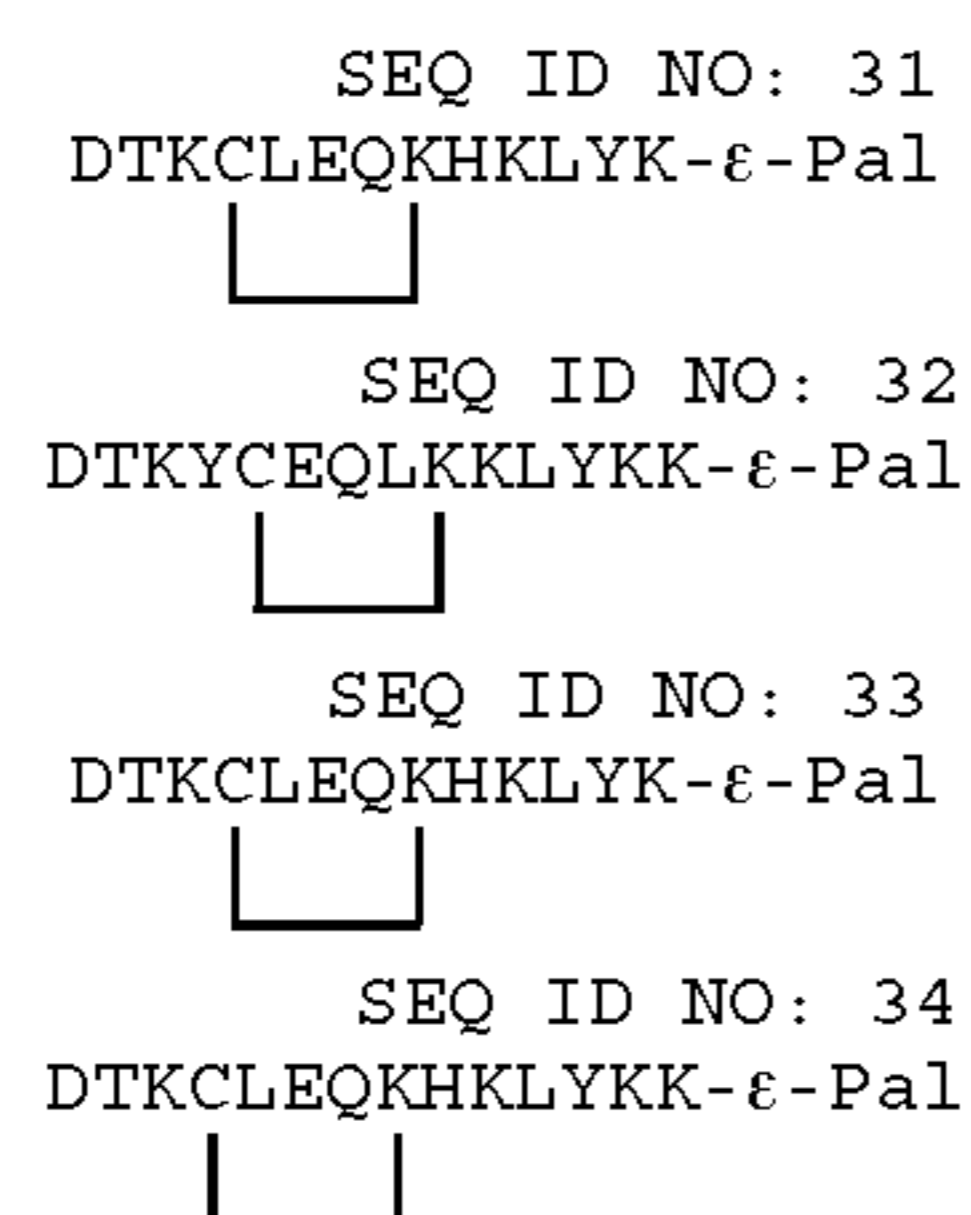 SEQ ID NO: 31
DTKCLEQKHKLYK-ε-Pal
SEQ ID NO: 32
DTKYCEQLKKLYKK-ε-Pal
SEQ ID NO: 33
DTKCLEQKHKLYK-ε-Pal
SEQ ID NO: 34
DTKCLEQKHKLYKK-ε-Pal